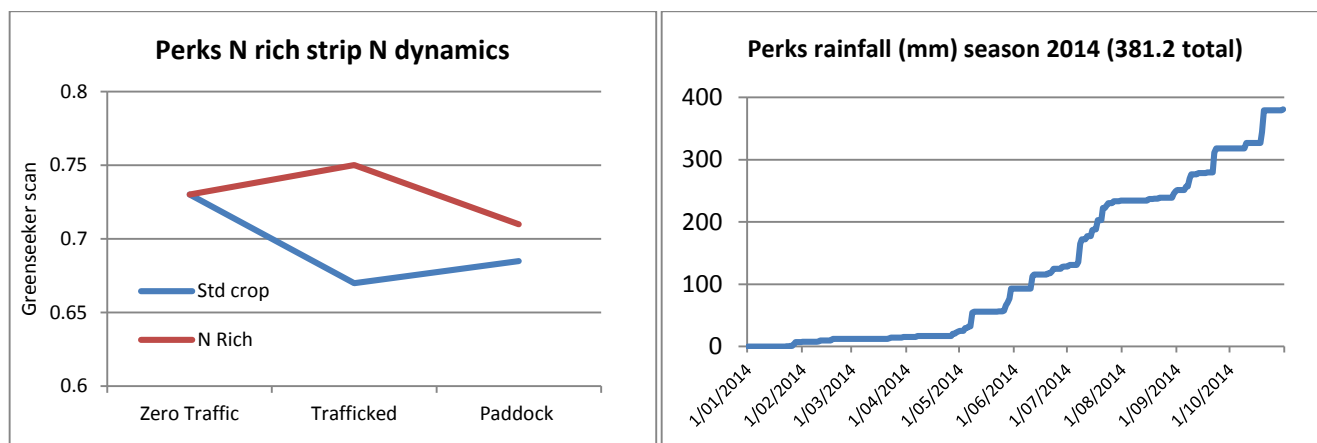 Perks N rich strip N dynamics
0.8
0.75
0.7
0.65
0.6
Greenseeker scan
Std crop
N Rich
Zero Traffic
Trafficked
Paddock
Perks rainfall (mm) season 2014 (381.2 total)
400
300
200
100
0
1/01/2014
1/02/2014
1/03/2014
1/04/2014
1/05/2014
1/06/2014
1/07/2014
1/08/2014
1/09/2014
1/10/2014